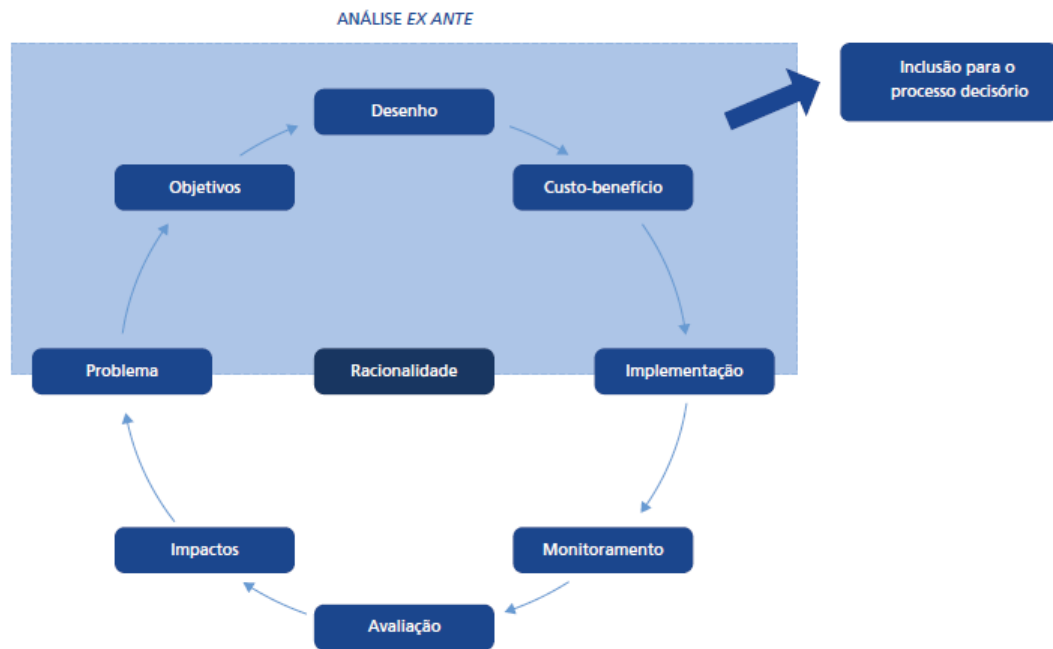 ANÁLISE EX ANTE
Inclusão para o
processo decisório
Desenho
Objetivos
Custo-benefício
Problema
Racionalidade
Implementação
Impactos
Monitoramento
Avaliação